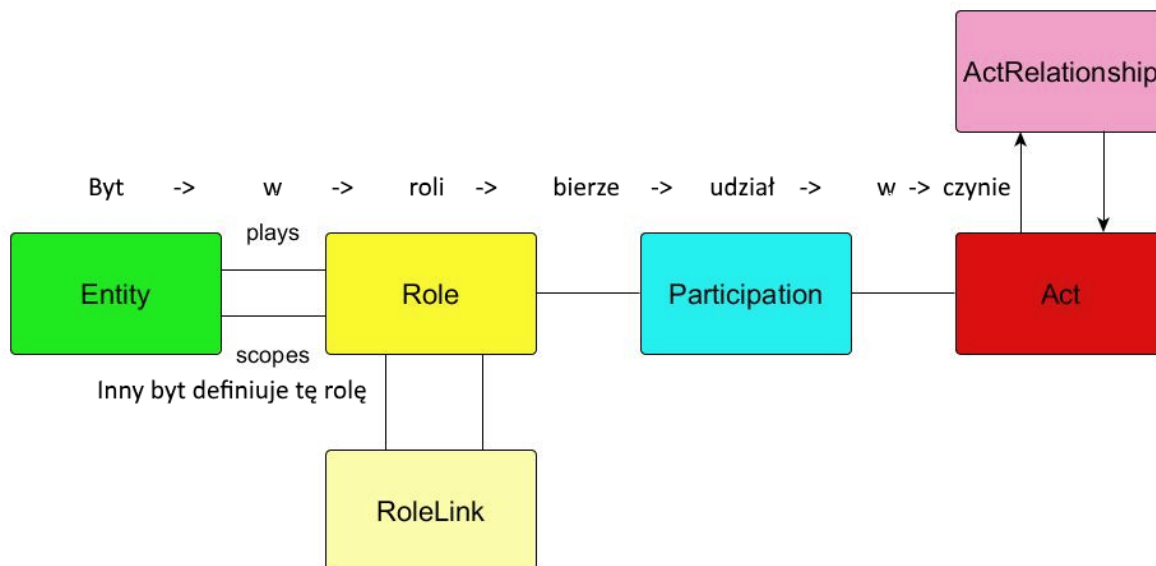 ActRelationship
Byt -> w -> roli -> bierze -> udział -> w -> czynie
plays
Entity
Role
Participation
Act
scopes
Inny byt definiuje tę rolę
RoleLink